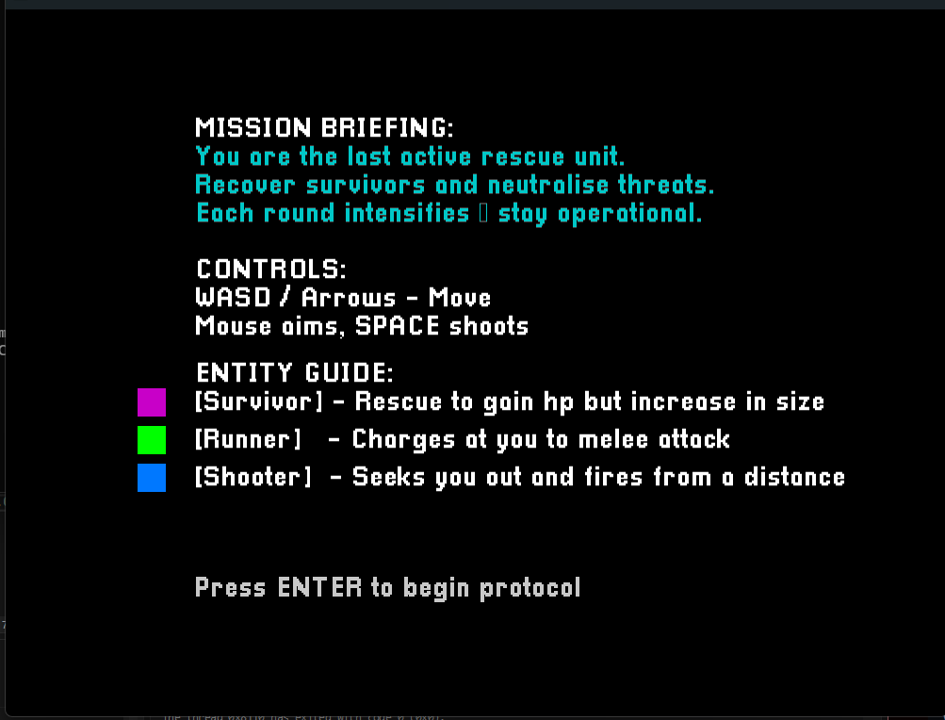 MISSION BRIEFING:
You are the last active rescue unit.
Recover survivors and neutralise threats.
Each round intensifies ▯ stay operational.
CONTROLS:
WASD / Arrows - Move
Mouse aims, SPACE shoots
ENTITY GUIDE:
[Survivor] - Rescue to gain hp but increase in size
[Runner] - Charges at you to melee attack
[Shooter] - Seeks you out and fires from a distance
Press ENTER to begin protocol